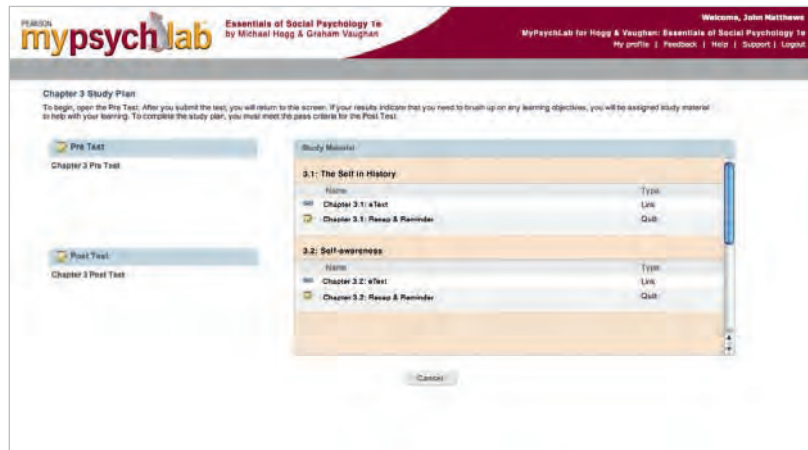 PEARSON
mypsychlab
Essentials of Social Psychology 1e
by Michael Hogg & Graham Vaughan
Welcome, John Matthews
MyPsychLab for Hogg & Vaughan: Essentials of Social Psychology 1e
My profile | Feedback | Help | Support | Logout
Chapter 3 Study Plan
To begin, open the Pre Test. After you submit the test, you will return to this screen. If your results indicate that you need to brush up on any learning objectives, you will be assigned study material
to help with your learning. To complete the study plan, you must meet the pass criteria for the Post Test.
Pre Test
Chapter 3 Pre Test
Post Test
Chapter 3 Post Test
Study Material
3.1: The Self in History
Name Type
Chapter 3.1: eText Link
Chapter 3.1: Recap & Reminder Quiz
3.2: Self-awareness
Name Type
Chapter 3.2: eText Link
Chapter 3.2: Recap & Reminder Quiz
Cancel